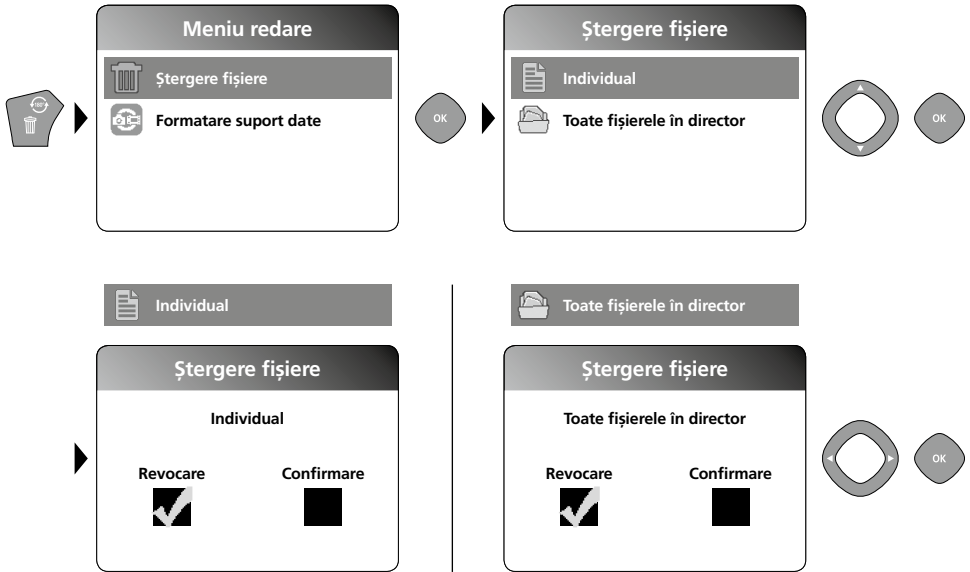 Meniu redare
Ștergere fișiere
Formatare suport date
180°
OK
Ștergere fișiere
Individual
Toate fișierele în director
OK
Individual
Ștergere fișiere
Individual
Revocare Confirmare
Toate fișierele în director
Ștergere fișiere
Toate fișierele în director
Revocare Confirmare
OK